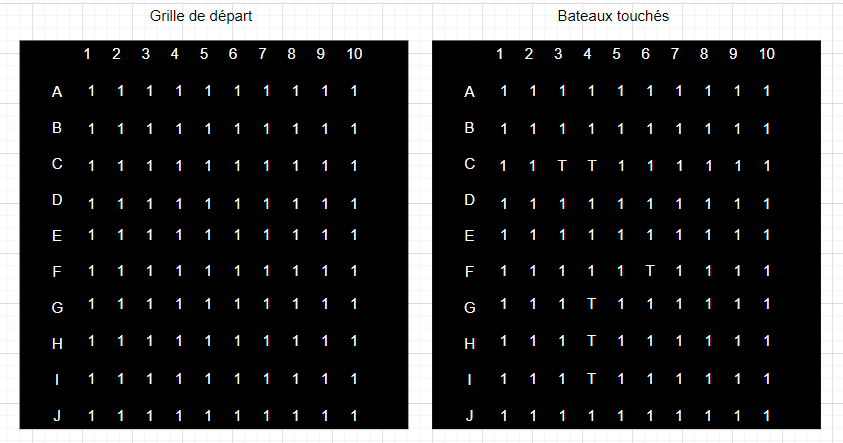 Grille de départ
1 2 3 4 5 6 7 8 9 10
A 1 1 1 1 1 1 1 1 1 1
B 1 1 1 1 1 1 1 1 1 1
C 1 1 1 1 1 1 1 1 1 1
D 1 1 1 1 1 1 1 1 1 1
E 1 1 1 1 1 1 1 1 1 1
F 1 1 1 1 1 1 1 1 1 1
G 1 1 1 1 1 1 1 1 1 1
H 1 1 1 1 1 1 1 1 1 1
I 1 1 1 1 1 1 1 1 1 1
J 1 1 1 1 1 1 1 1 1 1
Bateaux touchés
1 2 3 4 5 6 7 8 9 10
A 1 1 1 1 1 1 1 1 1 1
B 1 1 1 1 1 1 1 1 1 1
C 1 1 T T 1 1 1 1 1 1
D 1 1 1 1 1 1 1 1 1 1
E 1 1 1 1 1 1 1 1 1 1
F 1 1 1 1 1 T 1 1 1 1
G 1 1 1 T 1 1 1 1 1 1
H 1 1 1 T 1 1 1 1 1 1
I 1 1 1 T 1 1 1 1 1 1
J 1 1 1 1 1 1 1 1 1 1